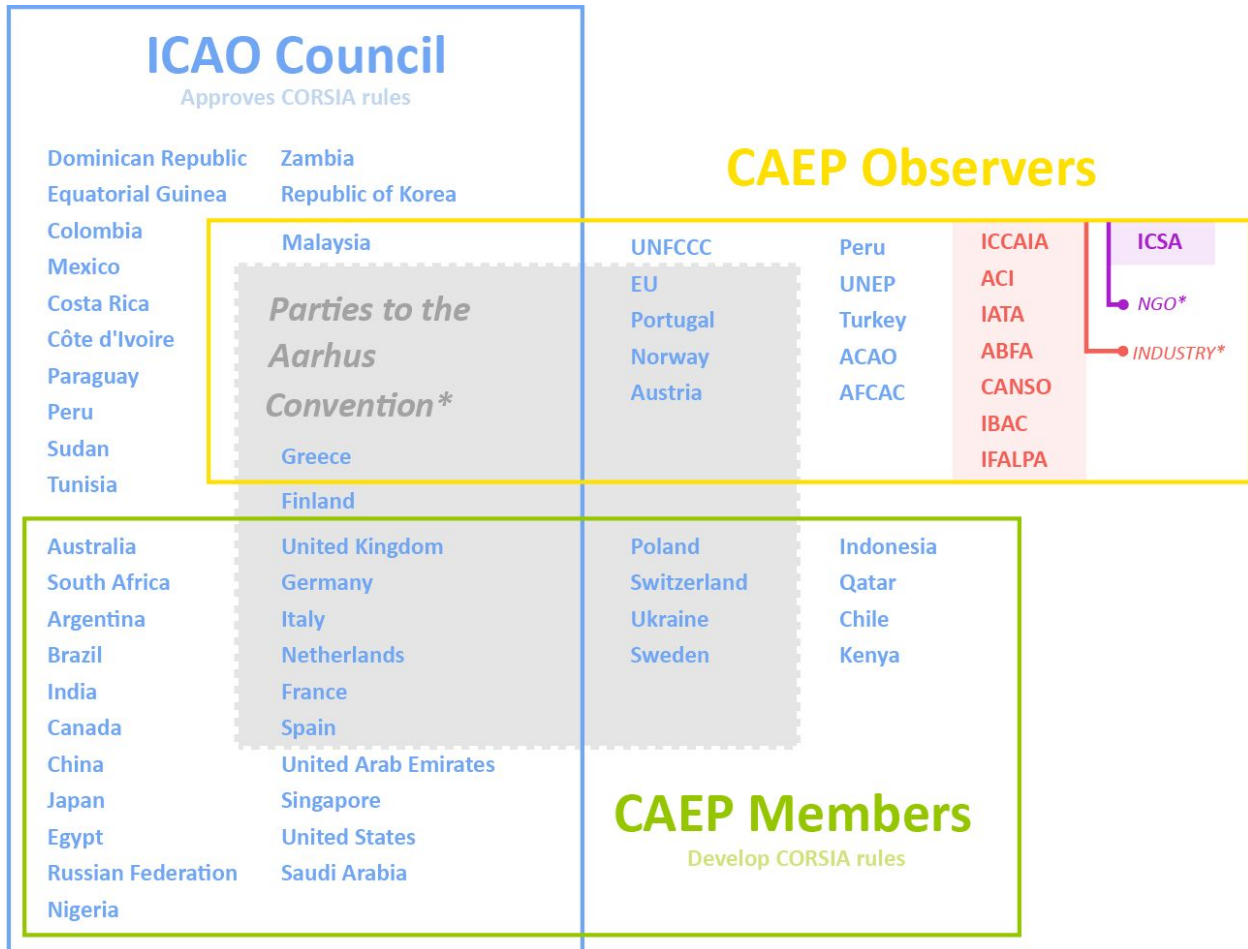 ICAO Council
Approves CORSIA rules
Dominican Republic
Equatorial Guinea
Colombia
Mexico
Costa Rica
Côte d'Ivoire
Paraguay
Peru
Sudan
Tunisia
Zambia
Republic of Korea
CAEP Observers
Malaysia
Parties to the
Aarhus
Convention*
Greece
Finland
UNFCCC
EU
Portugal
Norway
Austria
Peru
UNEP
Turkey
ACAO
AFCAC
ICCAIA
ACI
IATA
ABFA
CANSO
IBAC
IFALPA
ICSA
NGO*
INDUSTRY*
Australia
South Africa
Argentina
Brazil
India
Canada
China
Japan
Egypt
Russian Federation
Nigeria
United Kingdom
Germany
Italy
Netherlands
France
Spain
United Arab Emirates
Singapore
United States
Saudi Arabia
Poland
Switzerland
Ukraine
Sweden
Indonesia
Qatar
Chile
Kenya
CAEP Members
Develop CORSIA rules